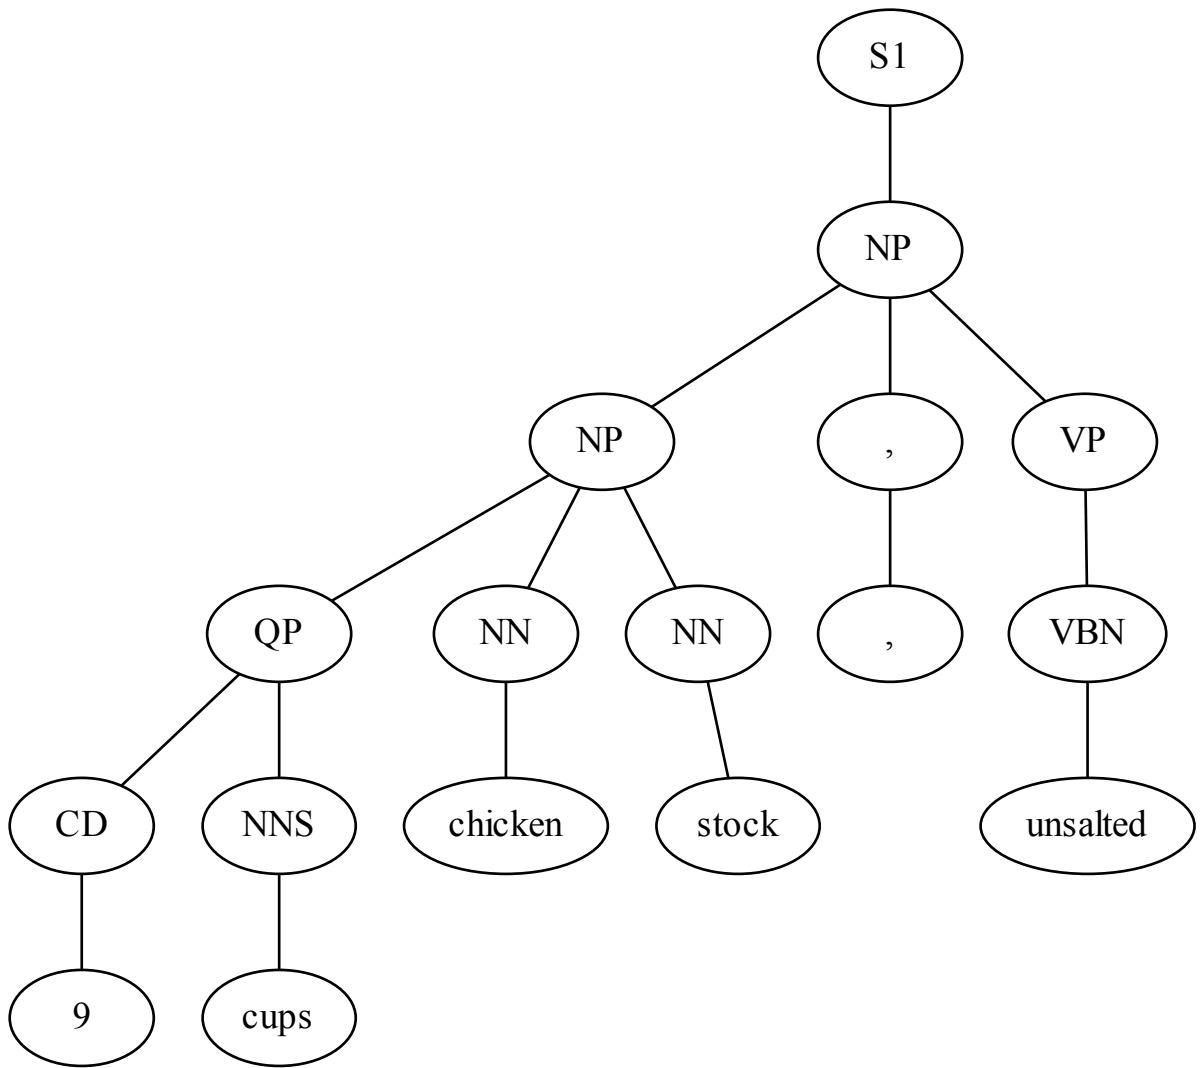 S1
NP
NP , VP
QP NN NN , VBN
CD NNS chicken stock unsalted
9 cups